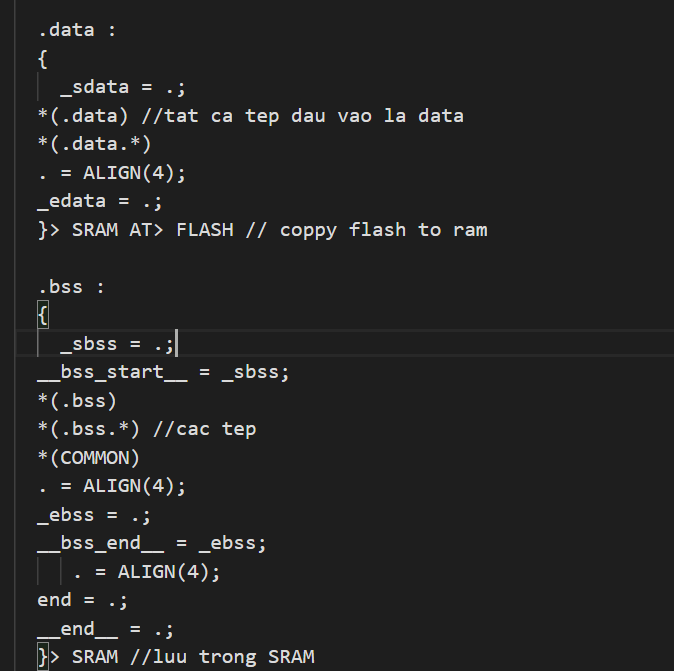 .data :
{
_sdata = .;
*(.data) //tat ca tep dau vao la data
*(.data.*)
. = ALIGN(4);
_edata = .;
}> SRAM AT> FLASH // coppy flash to ram
.bss :
{
_sbss = .;
__bss_start__ = _sbss;
*(.bss)
*(.bss.*) //cac tep
*(COMMON)
. = ALIGN(4);
_ebss = .;
__bss_end__ = _ebss;
. = ALIGN(4);
end = .;
__end__ = .;
}> SRAM //luu trong SRAM